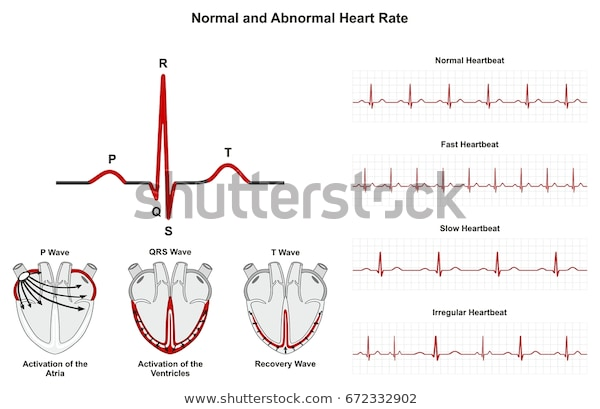 Normal and Abnormal Heart Rate
R
P
T
Q
S
P Wave
QRS Wave
T Wave
Activation of the
Atria
Activation of the
Ventricles
Recovery Wave
Normal Heartbeat
Fast Heartbeat
Slow Heartbeat
Irregular Heartbeat
shutterstock
www.shutterstock.com · 672332902